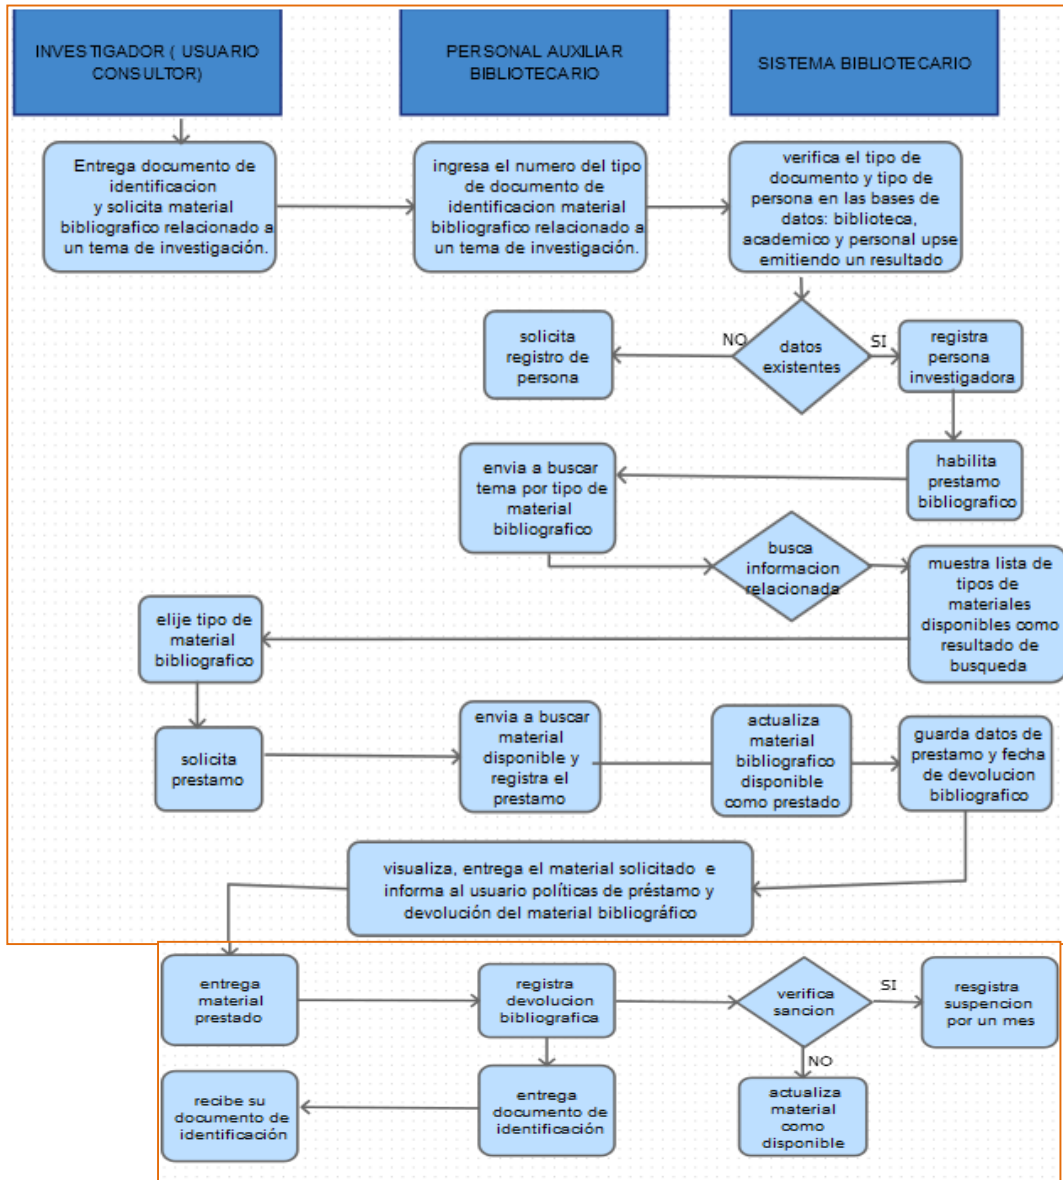 INVESTIGADOR ( USUARIO
CONSULTOR)
PERSONAL AUXILIAR
BIBLIOTECARIO
SISTEMA BIBLIOTECARIO
Entrega documento de
identificacion
y solicita material
bibliografico relacionado a
un tema de investigación.
ingresa el numero del tipo
de documento de
identificacion material
bibliografico relacionado a
un tema de investigación.
verifica el tipo de
documento y tipo de
persona en las bases de
datos: biblioteca,
academico y personal upse
emitiendo un resultado
solicita
registro de
persona
NO
datos
existentes
SI
registra
persona
investigadora
envia a buscar
tema por tipo de
material
bibliografico
habilita
prestamo
bibliografico
busca
informacion
relacionada
muestra lista de
tipos de
materiales
disponibles como
resultado de
busqueda
elije tipo de
material
bibliografico
solicita
prestamo
envia a buscar
material
disponible y
registra el
prestamo
actualiza
material
bibliografico
disponible
como prestado
guarda datos de
prestamo y fecha
de devolucion
bibliografico
visualiza, entrega el material solicitado e
informa al usuario políticas de préstamo y
devolución del material bibliográfico
entrega
material
prestado
registra
devolucion
bibliografica
verifica
sancion
SI
resgistra
suspencion
por un mes
NO
recibe su
documento de
identificación
entrega
documento de
identificación
actualiza
material
como
disponible